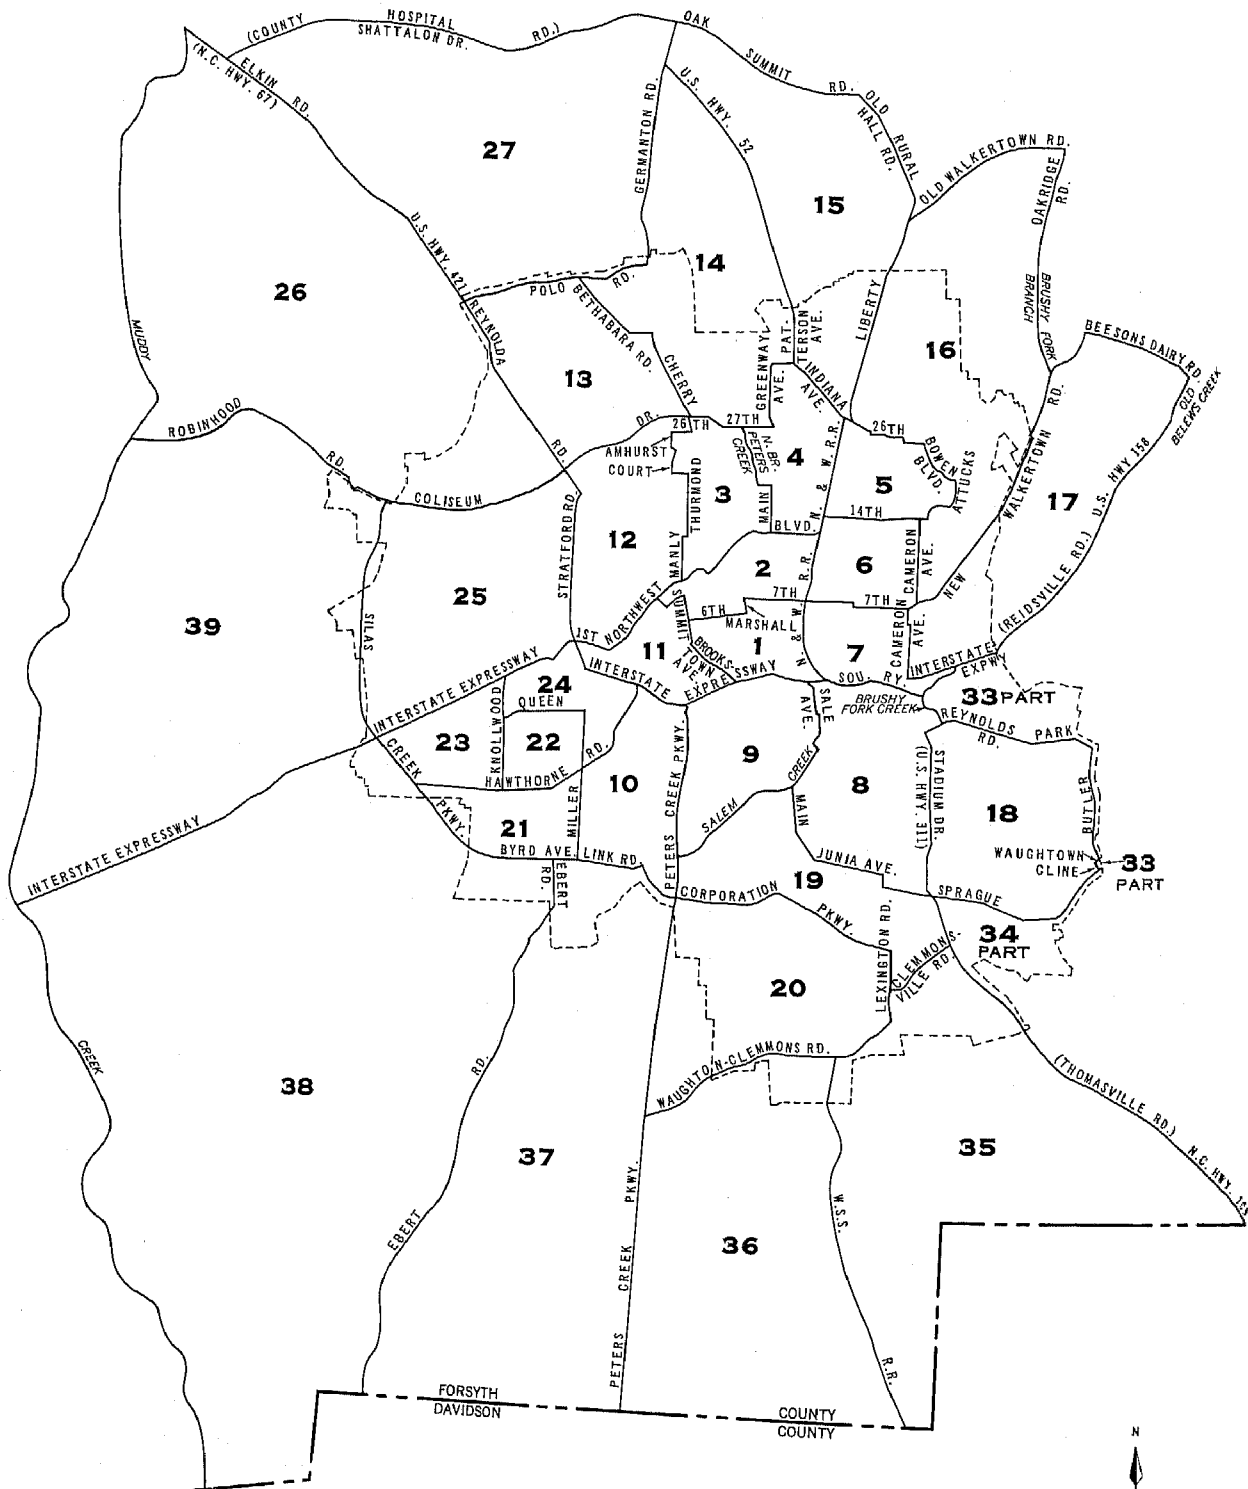 (COUNTY HOSPITAL RD.)
SHATTALON DR.
OAK SUMMIT RD.
ELKIN RD.
(N.C. HWY. 67)
U.S. HWY. 52
GERMANTON RD.
OLD RURAL
HALL RD.
OLD WALKERTOWN RD.
OAKRIDGE RD.
27
15
14
26
U.S. HWY. 421
POLO RD.
BETHABARA RD.
REYNOLDA RD.
LIBERTY
BRUSHY FORK
BRANCH
BEESONS DAIRY RD.
OLD
BELEWS CREEK
U.S. HWY 158
(REIDSVILLE RD.)
PATTERSON
AVE.
GREENWAY
AVE.
INDIANA
AVE.
16
13
CHERRY
MUDDY
ROBINHOOD RD.
COLISEUM DR.
26TH
27TH
26TH
BOWEN
BLVD.
ATTUCKS
AMHURST
COURT
N. BR.
PETERS
CREEK
N. & W. R.R.
NEW WALKERTOWN RD.
17
4
5
3
THURMOND
MAIN
BLVD.
14TH
12
STRATFORD RD.
MANLY
2
6
CAMERON
AVE.
25
39
SILAS
1ST
NORTHWEST
SUMMIT
6TH
7TH
7TH
MARSHALL
N. & W. R.R.
CAMERON
AVE.
11
BROOKS-
TOWN
AVE.
1
7
INTERSTATE
EXPWY
SOU. RY.
INTERSTATE EXPRESSWAY
INTERSTATE
EXPRESSWAY
24
QUEEN
KNOLLWOOD
SALE
AVE.
BRUSHY
FORK CREEK
33 PART
REYNOLDS PARK
RD.
23
22
CREEK
PKWY.
HAWTHORNE RD.
MILLER
10
9
SALEM CREEK
8
MAIN
STADIUM DR.
(U.S. HWY. 311)
18
BUTLER
PETERS CREEK PKWY.
21
BYRD AVE.
LINK RD.
INTERSTATE EXPRESSWAY
EBERT
RD.
JUNIA AVE.
WAUGHTOWN
CLINE
33
PART
CORPORATION PKWY.
19
SPRAGUE
34
PART
LEXINGTON RD.
CLEMMONS-
VILLE RD.
20
WAUGHTON-CLEMMONS RD.
CREEK
38
EBERT RD.
37
PETERS CREEK PKWY.
36
W.S.S. R.R.
35
(THOMASVILLE RD.) N.C. HWY. 109
FORSYTH COUNTY
DAVIDSON COUNTY
N